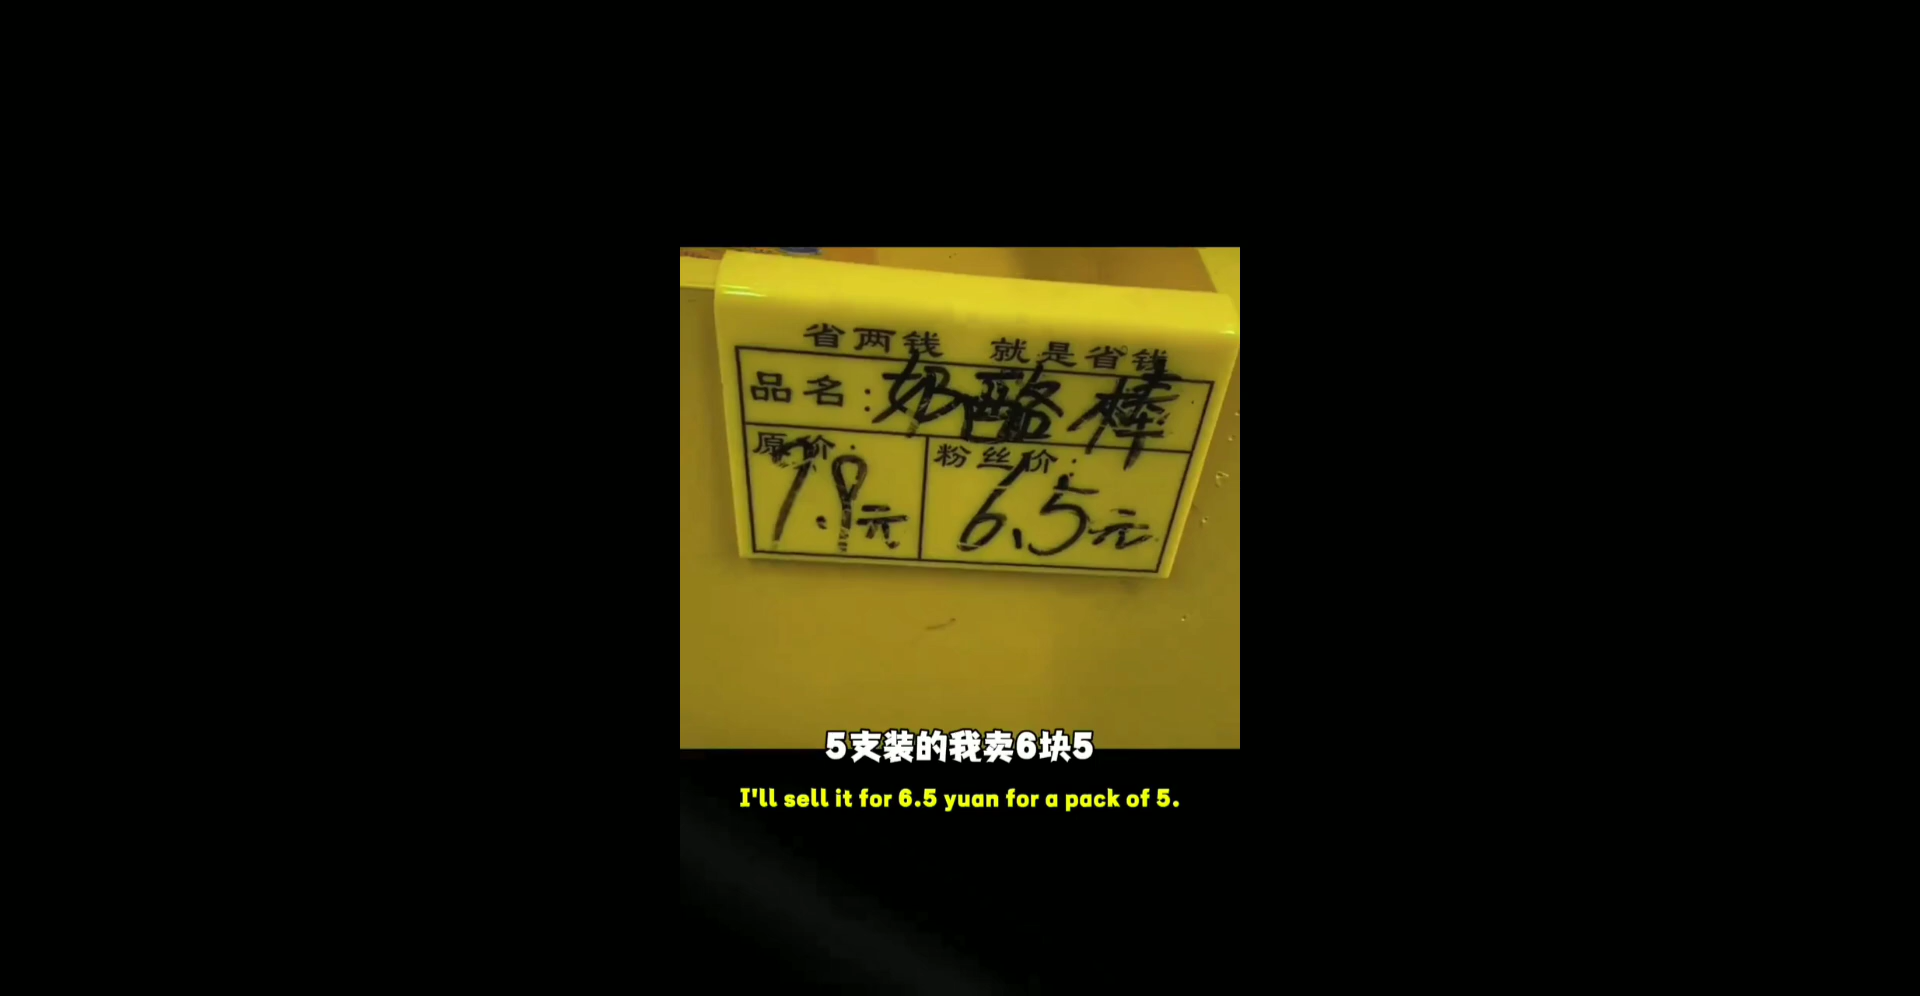 省两钱 就是省钱
品名：奶酪棒
原价： 粉丝价：
7.9元 6.5元
5支装的我卖6块5
I'll sell it for 6.5 yuan for a pack of 5.